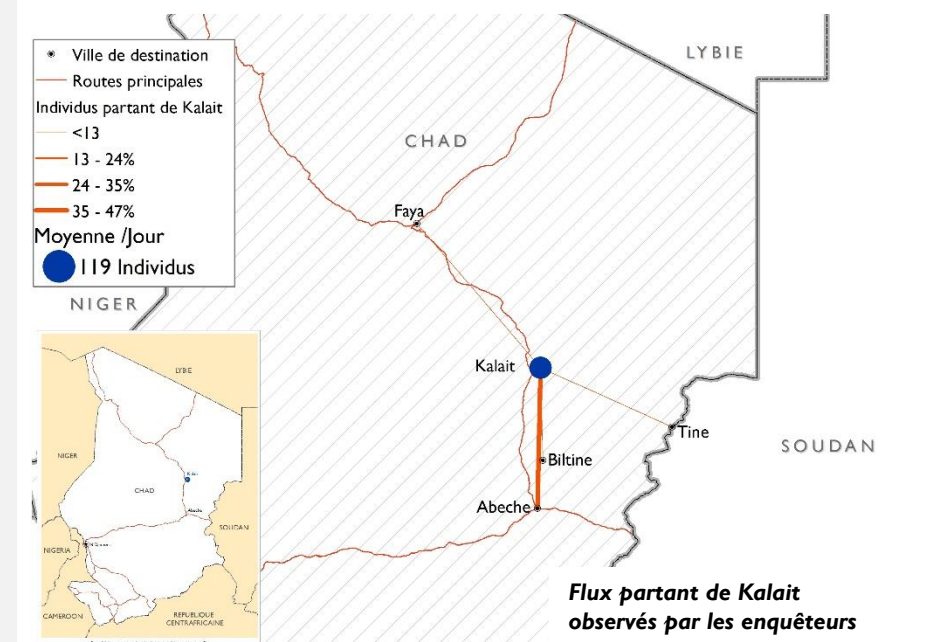 Ville de destination
Routes principales
Individus partant de Kalait
<13
13 - 24%
24 - 35%
35 - 47%
Moyenne /Jour
119 Individus
LYBIE
CHAD
Faya
NIGER
Kalait
Tine
SOUDAN
Biltine
Abeche
LYBIE
NIGER
CHAD
Abeche
SOUDAN
NIGERIA
CAMEROON
REPUBLIQUE
CENTRAFRICAINE
Flux partant de Kalait
observés par les enquêteurs